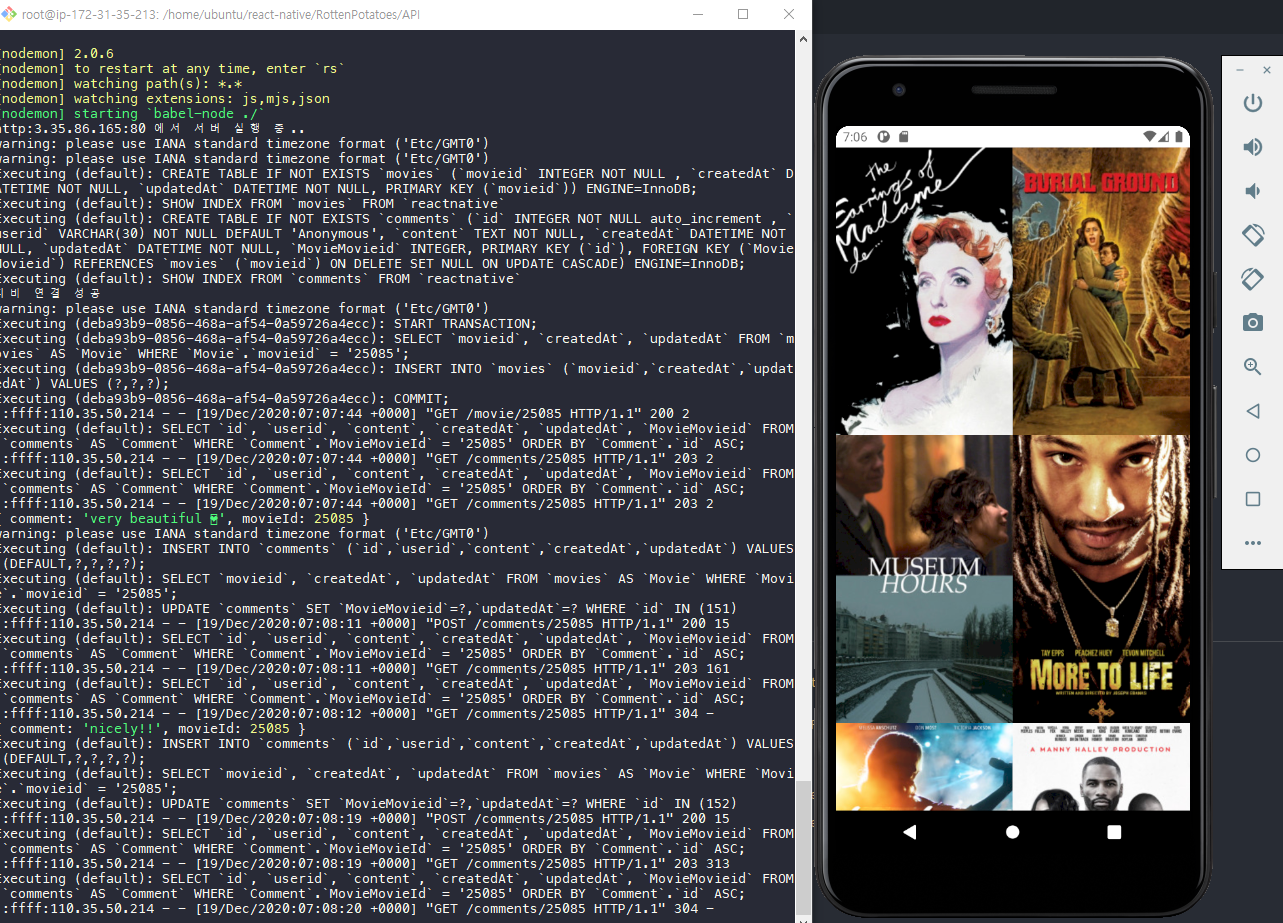 root@ip-172-31-35-213: /home/ubuntu/react-native/RottenPotatoes/API
nodemon] 2.0.6
nodemon] to restart at any time, enter `rs`
nodemon] watching path(s): *.*
nodemon] watching extensions: js,mjs,json
nodemon] starting `babel-node ./`
http:3.35.86.165:80 에서 서버 실행 중..
warning: please use IANA standard timezone format ('Etc/GMT0')
warning: please use IANA standard timezone format ('Etc/GMT0')
Executing (default): CREATE TABLE IF NOT EXISTS `movies` (`movieid` INTEGER NOT NULL , `createdAt` D
ATETIME NOT NULL, `updatedAt` DATETIME NOT NULL, PRIMARY KEY (`movieid`)) ENGINE=InnoDB;
Executing (default): SHOW INDEX FROM `movies` FROM `reactnative`
Executing (default): CREATE TABLE IF NOT EXISTS `comments` (`id` INTEGER NOT NULL auto_increment , `
userid` VARCHAR(30) NOT NULL DEFAULT 'Anonymous', `content` TEXT NOT NULL, `createdAt` DATETIME NOT
NULL, `updatedAt` DATETIME NOT NULL, `MovieMovieid` INTEGER, PRIMARY KEY (`id`), FOREIGN KEY (`Movie
Movieid`) REFERENCES `movies` (`movieid`) ON DELETE SET NULL ON UPDATE CASCADE) ENGINE=InnoDB;
Executing (default): SHOW INDEX FROM `comments` FROM `reactnative`
디비 연결 성공
warning: please use IANA standard timezone format ('Etc/GMT0')
Executing (deba93b9-0856-468a-af54-0a59726a4ecc): START TRANSACTION;
Executing (deba93b9-0856-468a-af54-0a59726a4ecc): SELECT `movieid`, `createdAt`, `updatedAt` FROM `m
ovies` AS `Movie` WHERE `Movie`.`movieid` = '25085';
Executing (deba93b9-0856-468a-af54-0a59726a4ecc): INSERT INTO `movies` (`movieid`,`createdAt`,`updat
edAt`) VALUES (?,?,?);
Executing (deba93b9-0856-468a-af54-0a59726a4ecc): COMMIT;
::ffff:110.35.50.214 - - [19/Dec/2020:07:07:44 +0000] "GET /movie/25085 HTTP/1.1" 200 2
Executing (default): SELECT `id`, `userid`, `content`, `createdAt`, `updatedAt`, `MovieMovieId` FROM
`comments` AS `Comment` WHERE `Comment`.`MovieMovieId` = '25085' ORDER BY `Comment`.`id` ASC;
::ffff:110.35.50.214 - - [19/Dec/2020:07:07:44 +0000] "GET /comments/25085 HTTP/1.1" 203 2
Executing (default): SELECT `id`, `userid`, `content`, `createdAt`, `updatedAt`, `MovieMovieId` FROM
`comments` AS `Comment` WHERE `Comment`.`MovieMovieId` = '25085' ORDER BY `Comment`.`id` ASC;
::ffff:110.35.50.214 - - [19/Dec/2020:07:07:44 +0000] "GET /comments/25085 HTTP/1.1" 203 2
{ comment: 'very beautiful ', movieId: 25085 }
warning: please use IANA standard timezone format ('Etc/GMT0')
Executing (default): INSERT INTO `comments` (`id`,`userid`,`content`,`createdAt`,`updatedAt`) VALUES
(DEFAULT,?,?,?,?);
Executing (default): SELECT `movieid`, `createdAt`, `updatedAt` FROM `movies` AS `Movie` WHERE `Movi
e`.`movieid` = '25085';
Executing (default): UPDATE `comments` SET `MovieMovieid`=?,`updatedAt`=? WHERE `id` IN (151)
::ffff:110.35.50.214 - - [19/Dec/2020:07:08:11 +0000] "POST /comments/25085 HTTP/1.1" 200 15
Executing (default): SELECT `id`, `userid`, `content`, `createdAt`, `updatedAt`, `MovieMovieId` FROM
`comments` AS `Comment` WHERE `Comment`.`MovieMovieId` = '25085' ORDER BY `Comment`.`id` ASC;
::ffff:110.35.50.214 - - [19/Dec/2020:07:08:11 +0000] "GET /comments/25085 HTTP/1.1" 203 161
Executing (default): SELECT `id`, `userid`, `content`, `createdAt`, `updatedAt`, `MovieMovieId` FROM
`comments` AS `Comment` WHERE `Comment`.`MovieMovieId` = '25085' ORDER BY `Comment`.`id` ASC;
::ffff:110.35.50.214 - - [19/Dec/2020:07:08:12 +0000] "GET /comments/25085 HTTP/1.1" 304 -
{ comment: 'nicely!!', movieId: 25085 }
Executing (default): INSERT INTO `comments` (`id`,`userid`,`content`,`createdAt`,`updatedAt`) VALUES
(DEFAULT,?,?,?,?);
Executing (default): SELECT `movieid`, `createdAt`, `updatedAt` FROM `movies` AS `Movie` WHERE `Movi
e`.`movieid` = '25085';
Executing (default): UPDATE `comments` SET `MovieMovieid`=?,`updatedAt`=? WHERE `id` IN (152)
::ffff:110.35.50.214 - - [19/Dec/2020:07:08:19 +0000] "POST /comments/25085 HTTP/1.1" 200 15
Executing (default): SELECT `id`, `userid`, `content`, `createdAt`, `updatedAt`, `MovieMovieId` FROM
`comments` AS `Comment` WHERE `Comment`.`MovieMovieId` = '25085' ORDER BY `Comment`.`id` ASC;
::ffff:110.35.50.214 - - [19/Dec/2020:07:08:19 +0000] "GET /comments/25085 HTTP/1.1" 203 313
Executing (default): SELECT `id`, `userid`, `content`, `createdAt`, `updatedAt`, `MovieMovieId` FROM
`comments` AS `Comment` WHERE `Comment`.`MovieMovieId` = '25085' ORDER BY `Comment`.`id` ASC;
::ffff:110.35.50.214 - - [19/Dec/2020:07:08:20 +0000] "GET /comments/25085 HTTP/1.1" 304 -
7:06
the
Earrings of
Madame
de
BURIAL GROUND
MUSEUM
HOURS
TAY EPPS PEACHEZ HUEY TEVON MITCHELL
MORE TO LIFE
WRITTEN AND DIRECTED BY JOSEPH
A MANNY HALLEY PRODUCTION